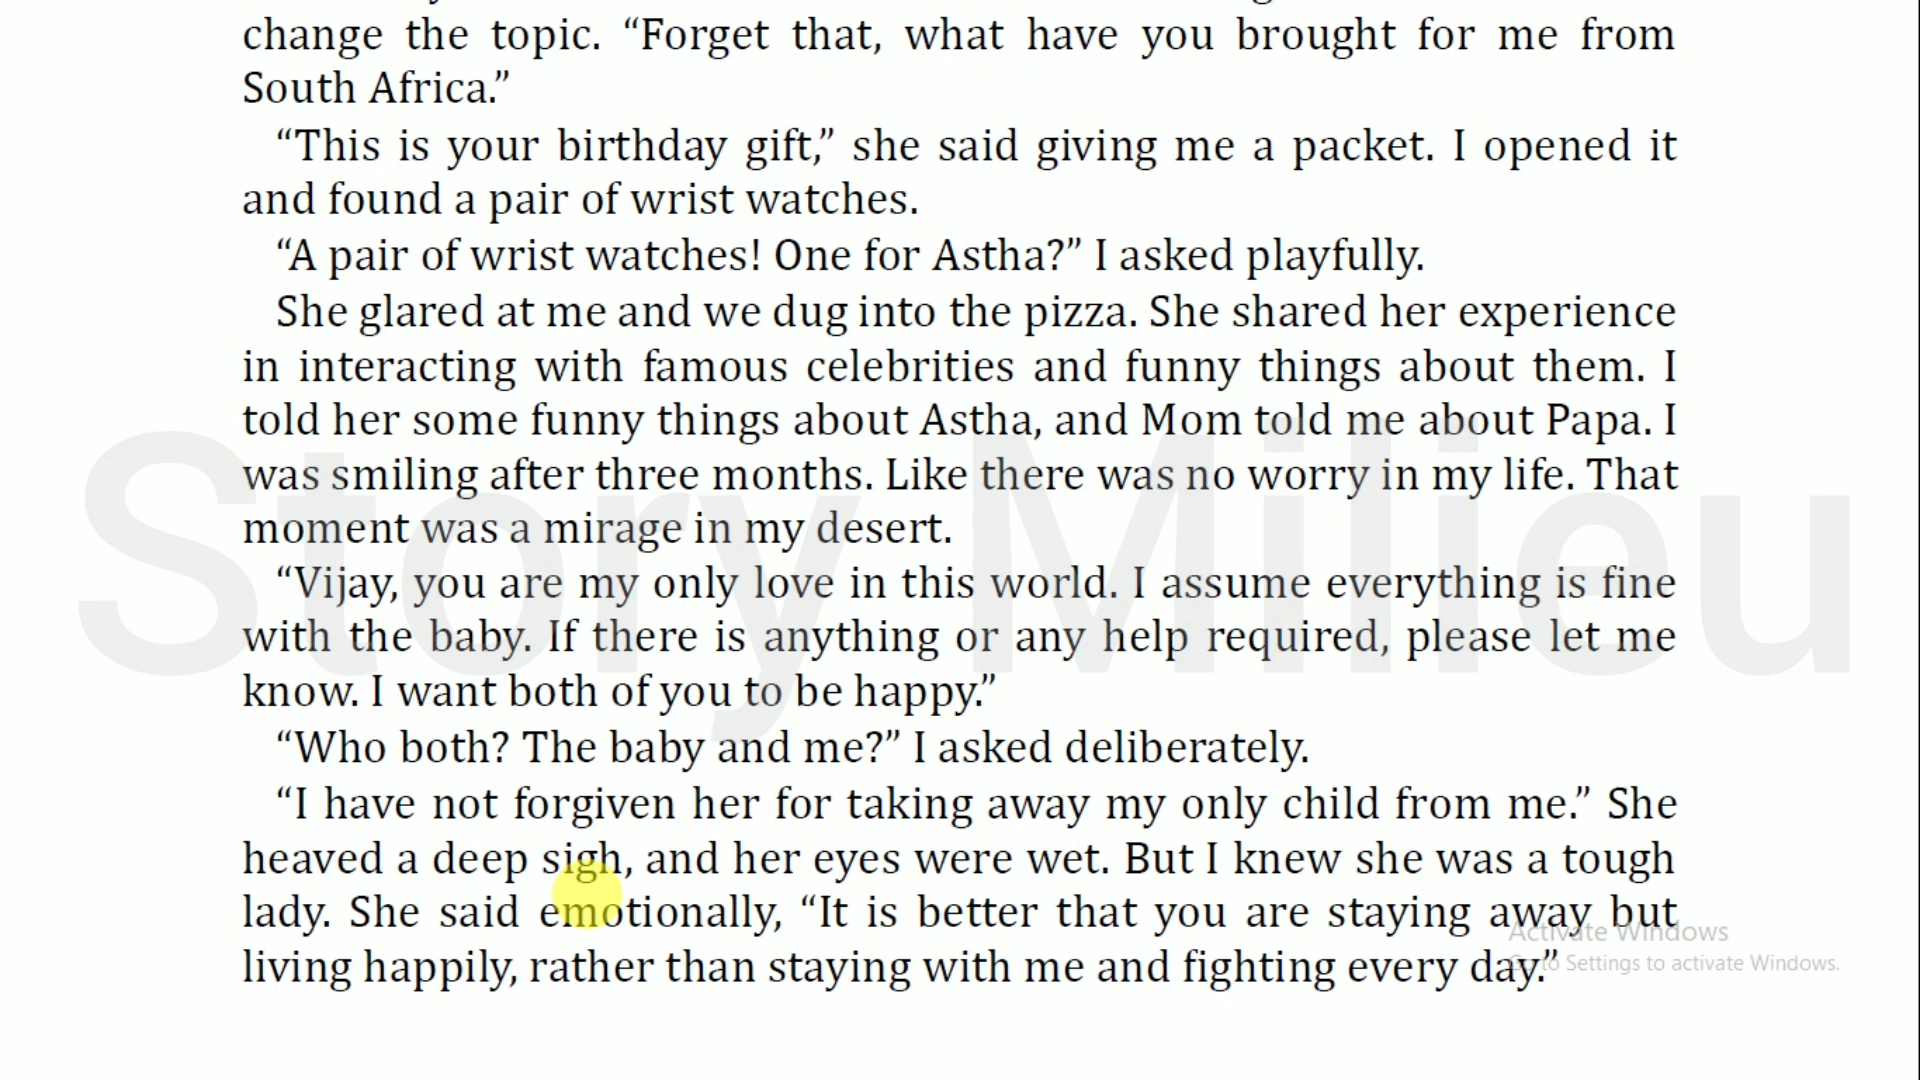 change the topic. “Forget that, what have you brought for me from
South Africa.”
“This is your birthday gift,” she said giving me a packet. I opened it
and found a pair of wrist watches.
“A pair of wrist watches! One for Astha?” I asked playfully.
She glared at me and we dug into the pizza. She shared her experience
in interacting with famous celebrities and funny things about them. I
told her some funny things about Astha, and Mom told me about Papa. I
was smiling after three months. Like there was no worry in my life. That
moment was a mirage in my desert.
“Vijay, you are my only love in this world. I assume everything is fine
with the baby. If there is anything or any help required, please let me
know. I want both of you to be happy.”
“Who both? The baby and me?” I asked deliberately.
“I have not forgiven her for taking away my only child from me.” She
heaved a deep sigh, and her eyes were wet. But I knew she was a tough
lady. She said emotionally, “It is better that you are staying away but
living happily, rather than staying with me and fighting every day.”
Story Milieu
Activate Windows
Go to Settings to activate Windows.